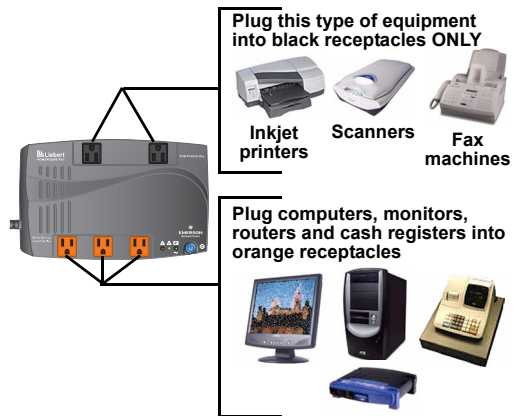 Plug this type of equipment
into black receptacles ONLY
Inkjet
printers
Scanners
Fax
machines
Liebert
EMERSON
Plug computers, monitors,
routers and cash registers into
orange receptacles